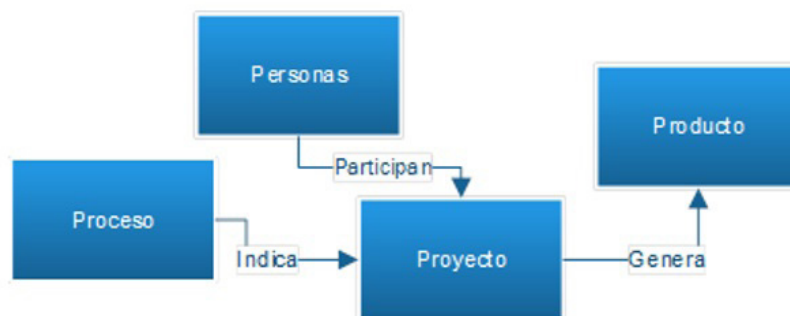 Personas
Producto
Participan
Proceso
Indica
Proyecto
Genera